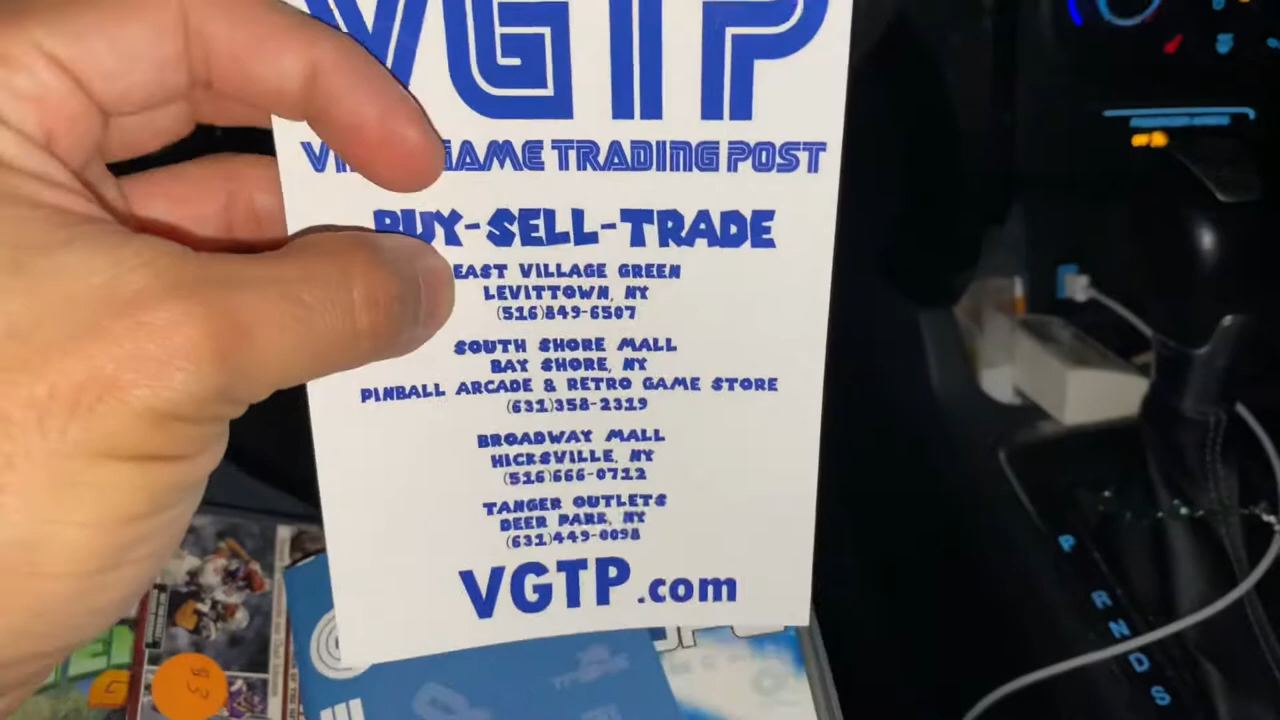 VGTP
GAME TRADING POST
BUY-SELL-TRADE
EAST VILLAGE GREEN
LEVITTOWN, NY
(516)849-6507
SOUTH SHORE MALL
BAY SHORE, NY
PINBALL ARCADE & RETRO GAME STORE
(631)358-2319
BROADWAY MALL
HICKSVILLE, NY
(516)666-0712
TANGER OUTLETS
DEER PARK, NY
(631)449-0098
VGTP.com
93
P
R
N
D
S